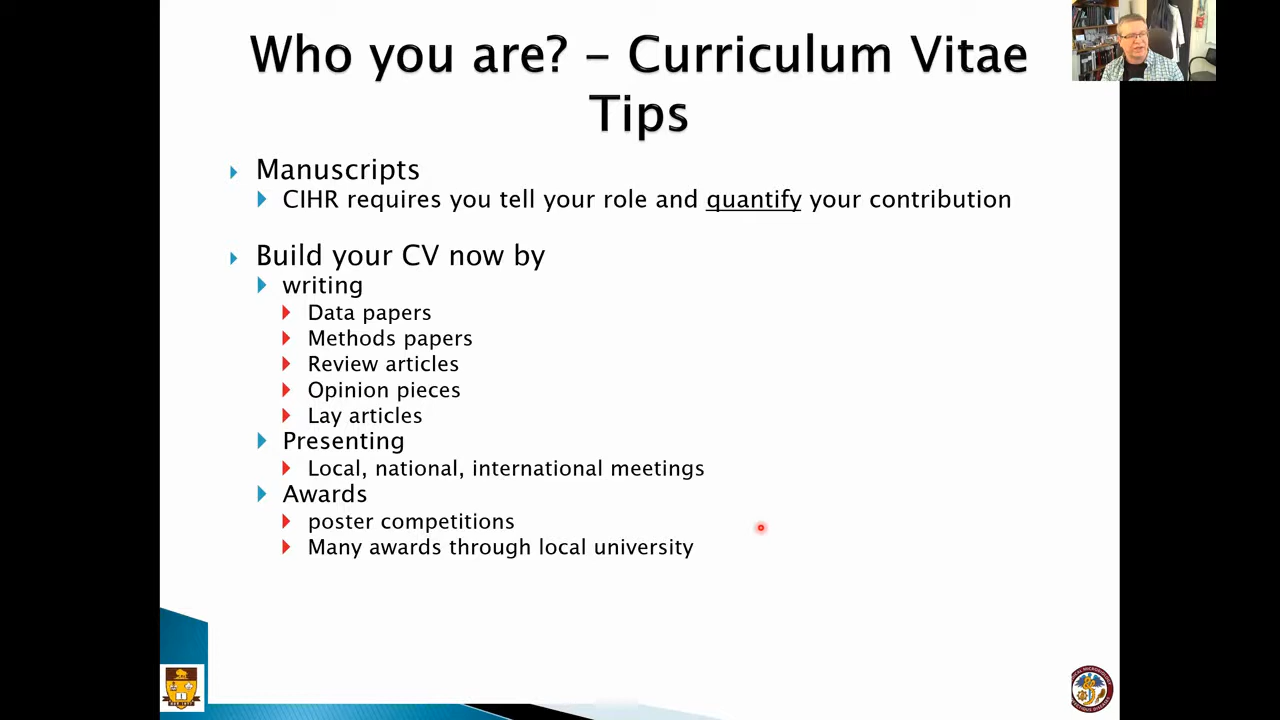 Who you are? – Curriculum Vitae
Tips
Manuscripts
CIHR requires you tell your role and quantify your contribution
Build your CV now by
writing
Data papers
Methods papers
Review articles
Opinion pieces
Lay articles
Presenting
Local, national, international meetings
Awards
poster competitions
Many awards through local university